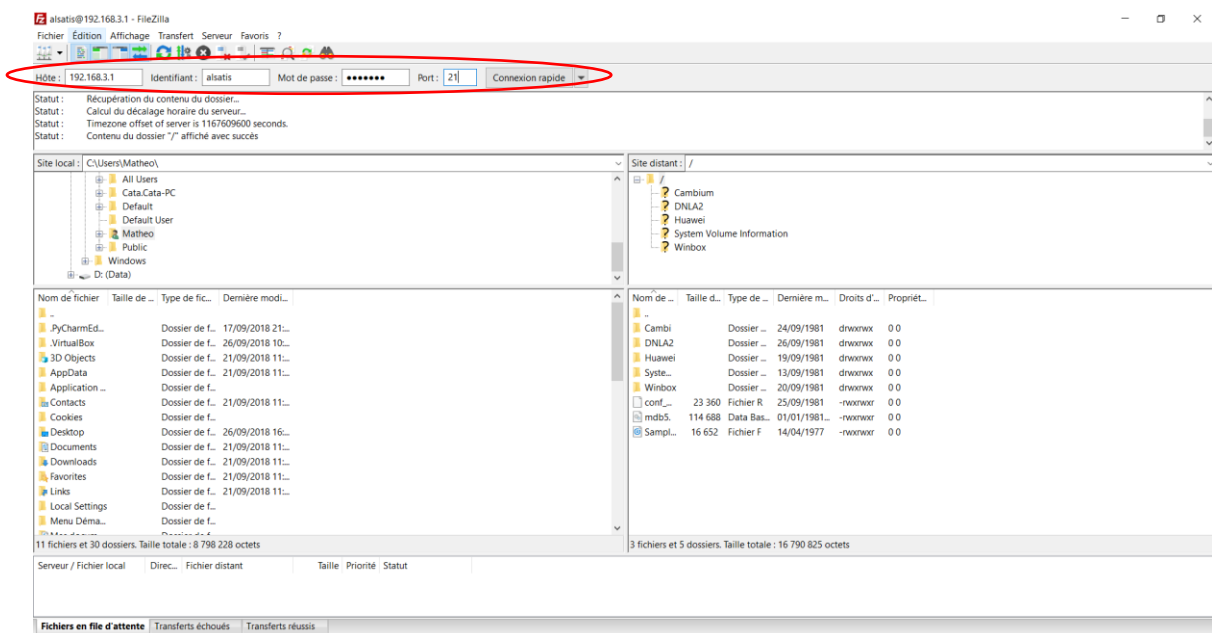 alsatis@192.168.3.1 - FileZilla
Fichier Édition Affichage Transfert Serveur Favoris ?
Hôte : 192.168.3.1 Identifiant : alsatis Mot de passe : ●●●●●●● Port : 21 Connexion rapide
Statut : Récupération du contenu du dossier...
Statut : Calcul du décalage horaire du serveur...
Statut : Timezone offset of server is 1167609600 seconds.
Statut : Contenu du dossier "/" affiché avec succès
Site local : C:\Users\Matheo\
All Users
Cata.Cata-PC
Default
Default User
Matheo
Public
Windows
D: (Data)
Site distant : /
/
Cambium
DNLA2
Huawei
System Volume Information
Winbox
Nom de fichier Taille de ... Type de fic... Dernière modi...
..
.PyCharmEd... Dossier de f... 17/09/2018 21:...
.VirtualBox Dossier de f... 26/09/2018 10:...
3D Objects Dossier de f... 21/09/2018 11:...
AppData Dossier de f... 21/09/2018 11:...
Application ... Dossier de f...
Contacts Dossier de f... 21/09/2018 11:...
Cookies Dossier de f...
Desktop Dossier de f... 26/09/2018 16:...
Documents Dossier de f... 21/09/2018 11:...
Downloads Dossier de f... 21/09/2018 11:...
Favorites Dossier de f... 21/09/2018 11:...
Links Dossier de f... 21/09/2018 11:...
Local Settings Dossier de f...
Menu Déma... Dossier de f...
11 fichiers et 30 dossiers. Taille totale : 8 798 228 octets
Nom de ... Taille d... Type de ... Dernière m... Droits d'... Propriét...
..
Cambi Dossier ... 24/09/1981 drwxrwx 0 0
DNLA2 Dossier ... 26/09/1981 drwxrwx 0 0
Huawei Dossier ... 19/09/1981 drwxrwx 0 0
Syste... Dossier ... 13/09/1981 drwxrwx 0 0
Winbox Dossier ... 20/09/1981 drwxrwx 0 0
conf_... 23 360 Fichier R 25/09/1981 -rwxrwxr 0 0
mdb5. 114 688 Data Bas... 01/01/1981... -rwxrwxr 0 0
Sampl... 16 652 Fichier F 14/04/1977 -rwxrwxr 0 0
3 fichiers et 5 dossiers. Taille totale : 16 790 825 octets
Serveur / Fichier local Direc... Fichier distant Taille Priorité Statut
Fichiers en file d'attente Transferts échoués Transferts réussis